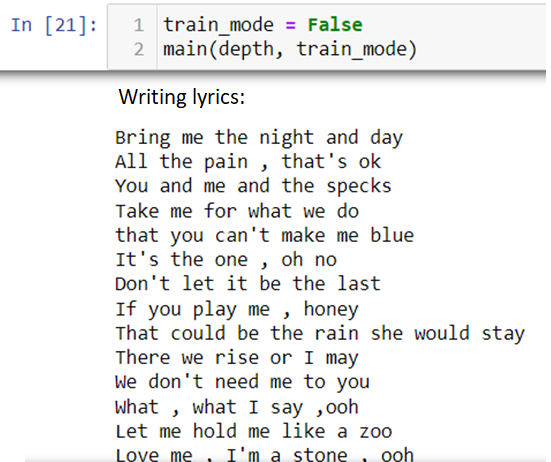 In [21]:
1 train_mode = False
2 main(depth, train_mode)
Writing lyrics:
Bring me the night and day
All the pain , that's ok
You and me and the specks
Take me for what we do
that you can't make me blue
It's the one , oh no
Don't let it be the last
If you play me , honey
That could be the rain she would stay
There we rise or I may
We don't need me to you
What , what I say ,ooh
Let me hold me like a zoo
Love me , I'm a stone , ooh